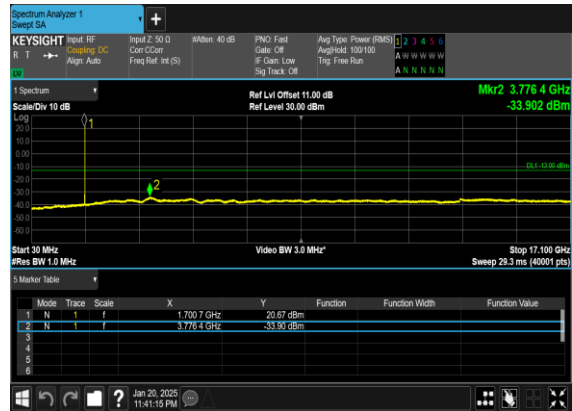 Spectrum Analyzer 1
Swept SA
+
KEYSIGHT Input: RF Input Z: 50 Ω #Atten: 40 dB PNO: Fast Avg Type: Power (RMS) 1 2 3 4 5 6
R T Coupling: DC Corr CCorr Gate: Off Avg|Hold: 100/100 A W W W W W
Align: Auto Freq Ref: Int (S) IF Gain: Low Trig: Free Run A N N N N N
Sig Track: Off
1 Spectrum Ref Lvl Offset 11.00 dB Mkr2 3.776 4 GHz
Scale/Div 10 dB Ref Level 30.00 dBm -33.902 dBm
Log
1
20.0
10.0
0.00
-10.0
DL1 -13.00 dBm
-20.0
2
-30.0
-40.0
-50.0
-60.0
Start 30 MHz Video BW 3.0 MHz* Stop 17.100 GHz
#Res BW 1.0 MHz Sweep 29.3 ms (40001 pts)
5 Marker Table
Mode Trace Scale X Y Function Function Width Function Value
1 N 1 f 1.700 7 GHz 20.67 dBm
2 N 1 f 3.776 4 GHz -33.90 dBm
3
4
5
6
? Jan 20, 2025
11:41:15 PM